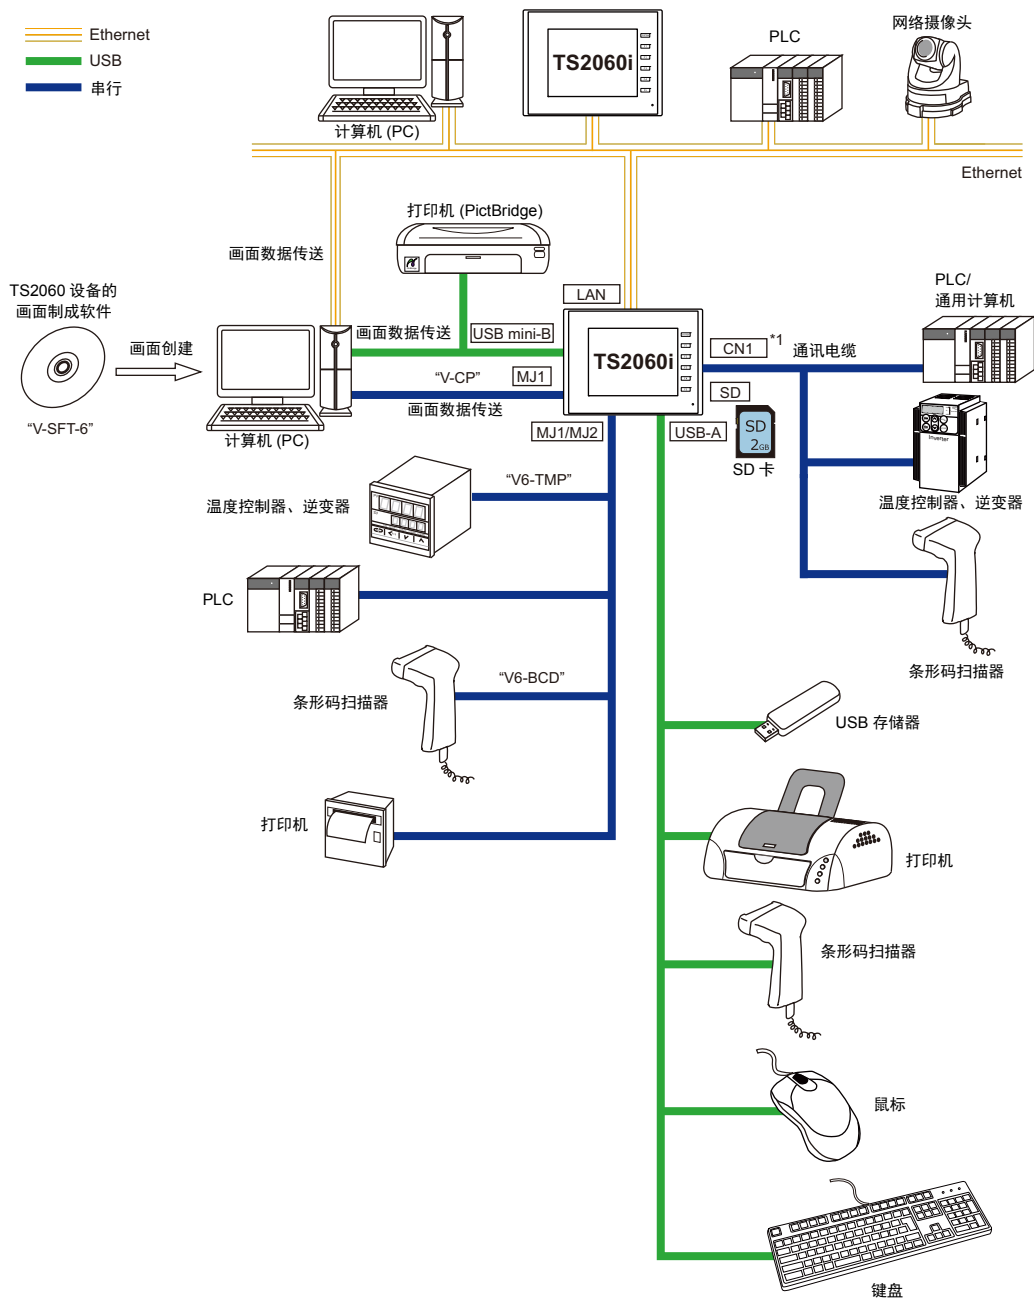 Ethernet
USB
串行
计算机 (PC)
TS2060i
PLC
网络摄像头
Ethernet
打印机 (PictBridge)
画面数据传送
TS2060 设备的
画面制成软件
画面创建
“V-SFT-6”
计算机 (PC)
画面数据传送
USB mini-B
LAN
“V-CP”
MJ1
画面数据传送
TS2060i
CN1
*1
通讯电缆
PLC/
通用计算机
SD
SD
2GB
SD 卡
MJ1/MJ2
USB-A
Inverter
温度控制器、逆变器
条形码扫描器
“V6-TMP”
温度控制器、逆变器
PLC
“V6-BCD”
条形码扫描器
打印机
USB 存储器
打印机
条形码扫描器
鼠标
键盘